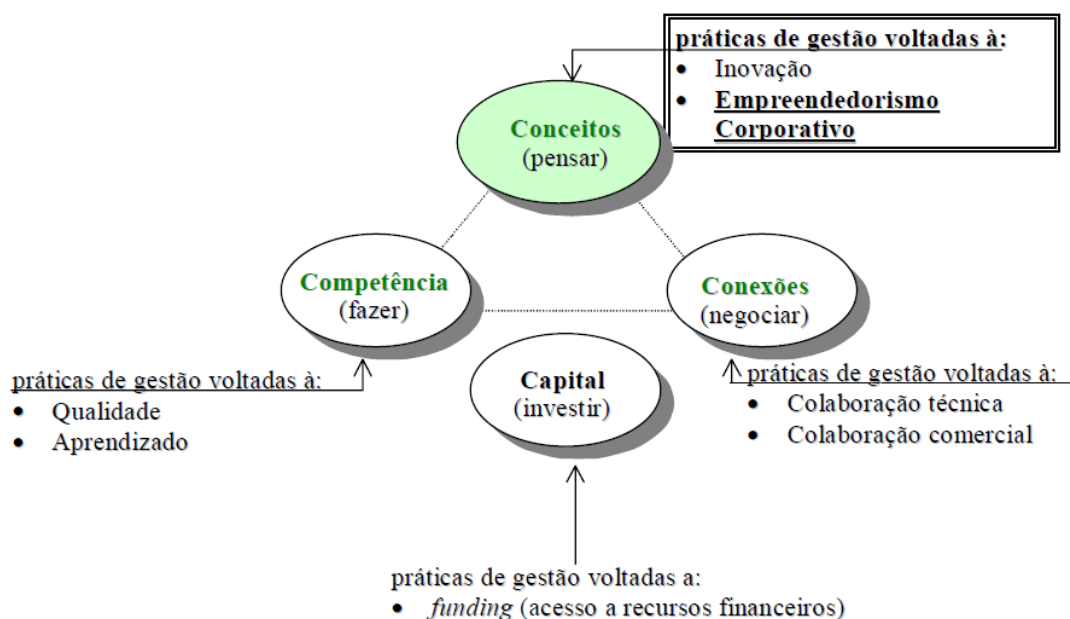 práticas de gestão voltadas à:
• Inovação
• Empreendedorismo
Corporativo
Conceitos
(pensar)
Competência
(fazer)
Conexões
(negociar)
práticas de gestão voltadas à:
• Qualidade
• Aprendizado
Capital
(investir)
práticas de gestão voltadas à:
• Colaboração técnica
• Colaboração comercial
práticas de gestão voltadas a:
• funding (acesso a recursos financeiros)